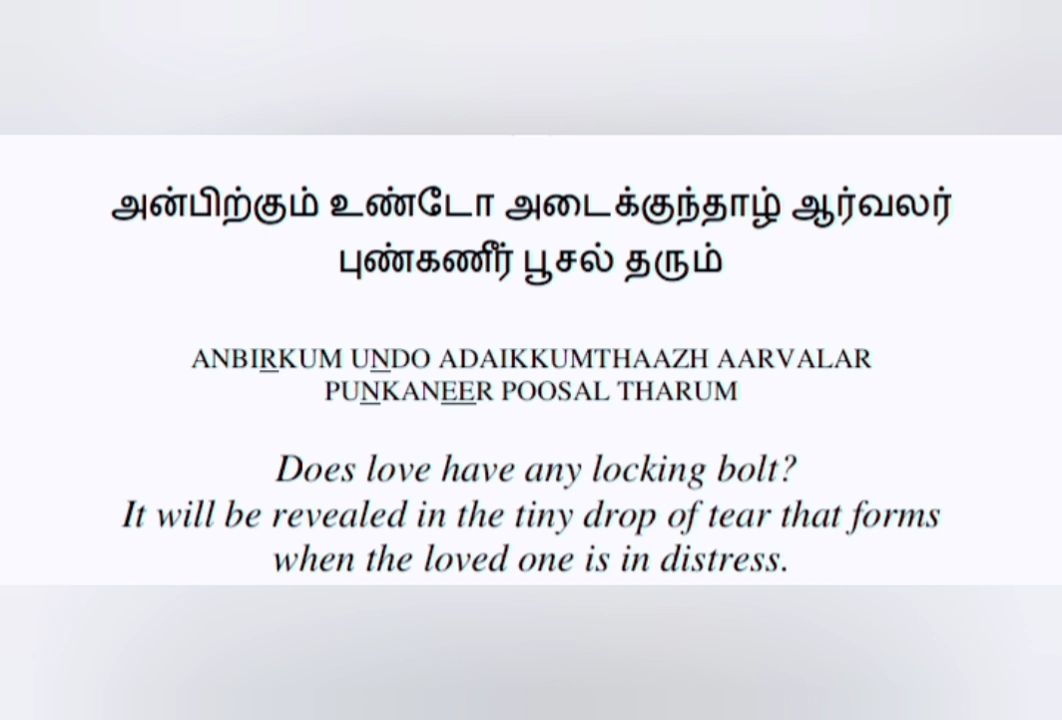 அன்பிற்கும் உண்டோ அடைக்குந்தாழ் ஆர்வலர்
புண்கணீர் பூசல் தரும்
ANBIRKUM UNDO ADAIKKUMTHAAZH AARVALAR
PUNKANEER POOSAL THARUM
Does love have any locking bolt?
It will be revealed in the tiny drop of tear that forms
when the loved one is in distress.